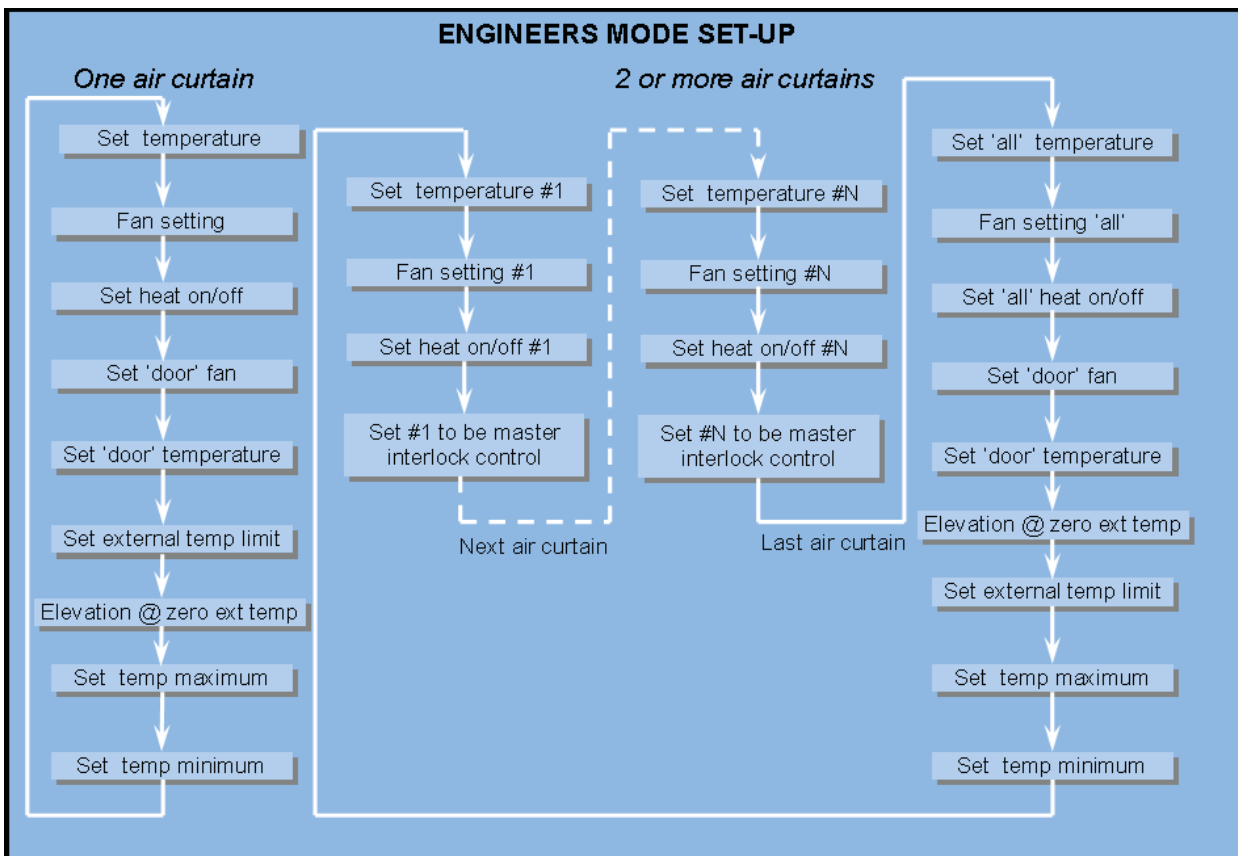 ENGINEERS MODE SET-UP
One air curtain
Set temperature
Fan setting
Set heat on/off
Set 'door' fan
Set 'door' temperature
Set external temp limit
Elevation @ zero ext temp
Set temp maximum
Set temp minimum
2 or more air curtains
Set temperature #1
Fan setting #1
Set heat on/off #1
Set #1 to be master
interlock control
Next air curtain
Set temperature #N
Fan setting #N
Set heat on/off #N
Set #N to be master
interlock control
Last air curtain
Set 'all' temperature
Fan setting 'all'
Set 'all' heat on/off
Set 'door' fan
Set 'door' temperature
Elevation @ zero ext temp
Set external temp limit
Set temp maximum
Set temp minimum